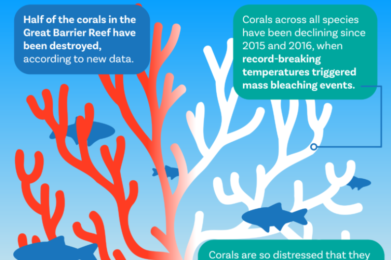 Half of the corals in the
Great Barrier Reef have
been destroyed,
according to new data.
Corals across all species
have been declining since
2015 and 2016, when
record-breaking
temperatures triggered
mass bleaching events.
Corals are so distressed that they